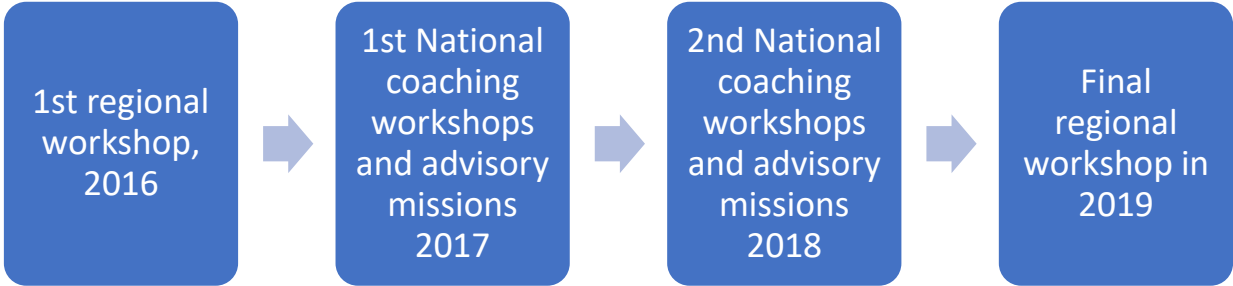 1st regional
workshop,
2016
1st National
coaching
workshops
and advisory
missions
2017
2nd National
coaching
workshops
and advisory
missions
2018
Final
regional
workshop in
2019